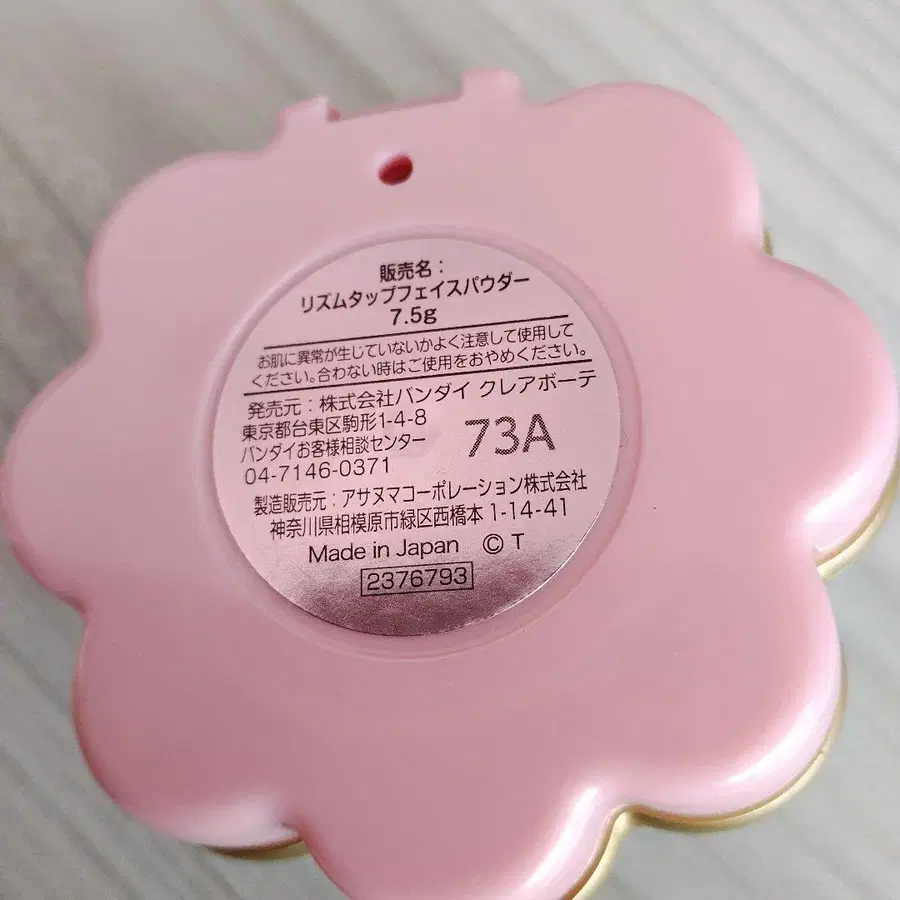 販売名：
リズムタップフェイスパウダー
7.5g
お肌に異常が生じていないかよく注意して使用して
ください。合わない時はご使用をおやめください。
発売元：株式会社バンダイ クレアボーテ
東京都台東区駒形1-4-8
バンダイお客様相談センター
04-7146-0371
73A
製造販売元：アサヌマコーポレーション株式会社
神奈川県相模原市緑区西橋本 1-14-41
Made in Japan © T
2376793